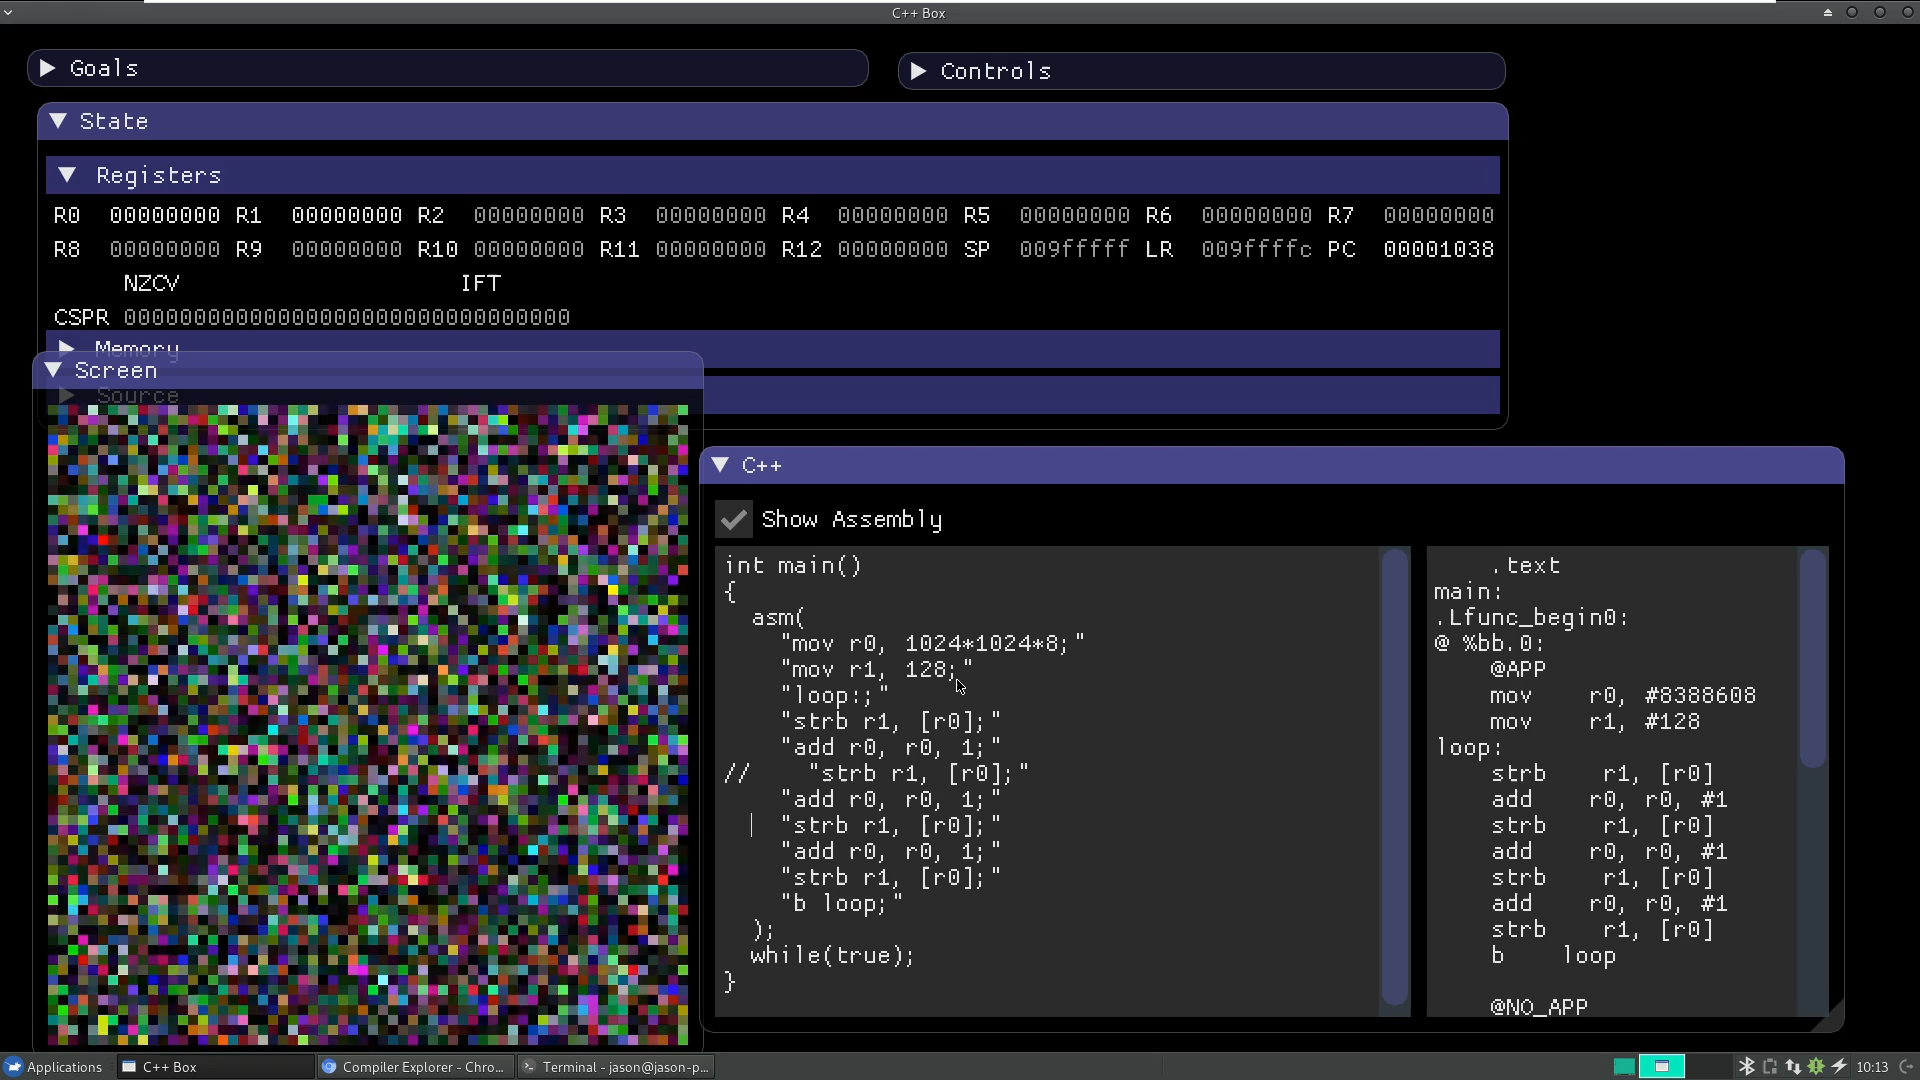 C++ Box
Goals
Controls
State
Registers
R0 00000000 R1 00000000 R2 00000000 R3 00000000 R4 00000000 R5 00000000 R6 00000000 R7 00000000
R8 00000000 R9 00000000 R10 00000000 R11 00000000 R12 00000000 SP 009fffff LR 009ffffc PC 00001038
NZCV IFT
CSPR 00000000000000000000000000000000
Memory
Screen
Source
C++
Show Assembly
int main()
{
asm(
"mov r0, 1024*1024*8;"
"mov r1, 128;"
"loop:;"
"strb r1, [r0];"
"add r0, r0, 1;"
// "strb r1, [r0];"
"add r0, r0, 1;"
"strb r1, [r0];"
"add r0, r0, 1;"
"strb r1, [r0];"
"b loop;"
);
while(true);
}
.text
main:
.Lfunc_begin0:
@ %bb.0:
@APP
mov r0, #8388608
mov r1, #128
loop:
strb r1, [r0]
add r0, r0, #1
strb r1, [r0]
add r0, r0, #1
strb r1, [r0]
add r0, r0, #1
strb r1, [r0]
b loop
@NO_APP
Applications
C++ Box
Compiler Explorer - Chro...
Terminal - jason@jason-p...
10:13